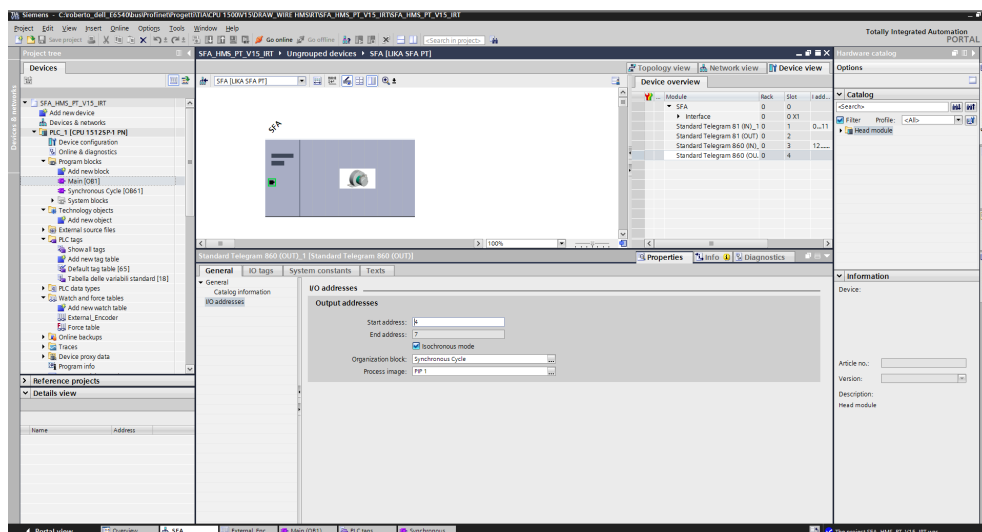 Siemens - C:\roberto_dell_E6540\bus\Profinet\Progetti\TIA\CPU 1500\V15\DRAW_WIRE HMS\RT\SFA_HMS_PT_V15_IRT\SFA_HMS_PT_V15_IRT
Project Edit View Insert Online Options Tools Window Help
Totally Integrated Automation
PORTAL
Save project
Go online
Go offline
<Search in project>
Project tree
SFA_HMS_PT_V15_IRT
Ungrouped devices
SFA [LIKA SFA PT]
Hardware catalog
Devices
Topology view
Network view
Device view
Options
SFA [LIKA SFA PT]
Device overview
Module Rack Slot I add...
SFA 0 0
Interface 0 0 X1
Standard Telegram 81 (IN)_1 0 1 0...11
Standard Telegram 81 (OUT) 0 2
Standard Telegram 860 (IN)_ 0 3 12......
Standard Telegram 860 (OU. 0 4
Catalog
<Search>
Filter Profile: <All>
Head module
SFA
Devices & networks
SFA_HMS_PT_V15_IRT
Add new device
Devices & networks
PLC_1 [CPU 1512SP-1 PN]
Device configuration
Online & diagnostics
Program blocks
Add new block
Main [OB1]
Synchronous Cycle [OB61]
System blocks
Technology objects
Add new object
External source files
PLC tags
Show all tags
Add new tag table
Default tag table [65]
Tabella delle variabili standard [18]
PLC data types
Watch and force tables
Add new watch table
External_Encoder
Force table
Online backups
Traces
Device proxy data
Program info
Reference projects
Details view
Name Address
100%
Standard Telegram 860 (OUT)_1 [Standard Telegram 860 (OUT)]
Properties
Info
Diagnostics
General IO tags System constants Texts
General
Catalog information
I/O addresses
I/O addresses
Output addresses
Start address: 4
End address: 7
Isochronous mode
Organization block: Synchronous Cycle
Process image: PIP 1
Information
Device:
Article no.:
Version:
Description:
Head module
Portal view
Overview
SFA
External_Enc...
Main (OB1)
PLC tags
Synchronous...
The project SFA_HMS_PT_V15_IRT was...